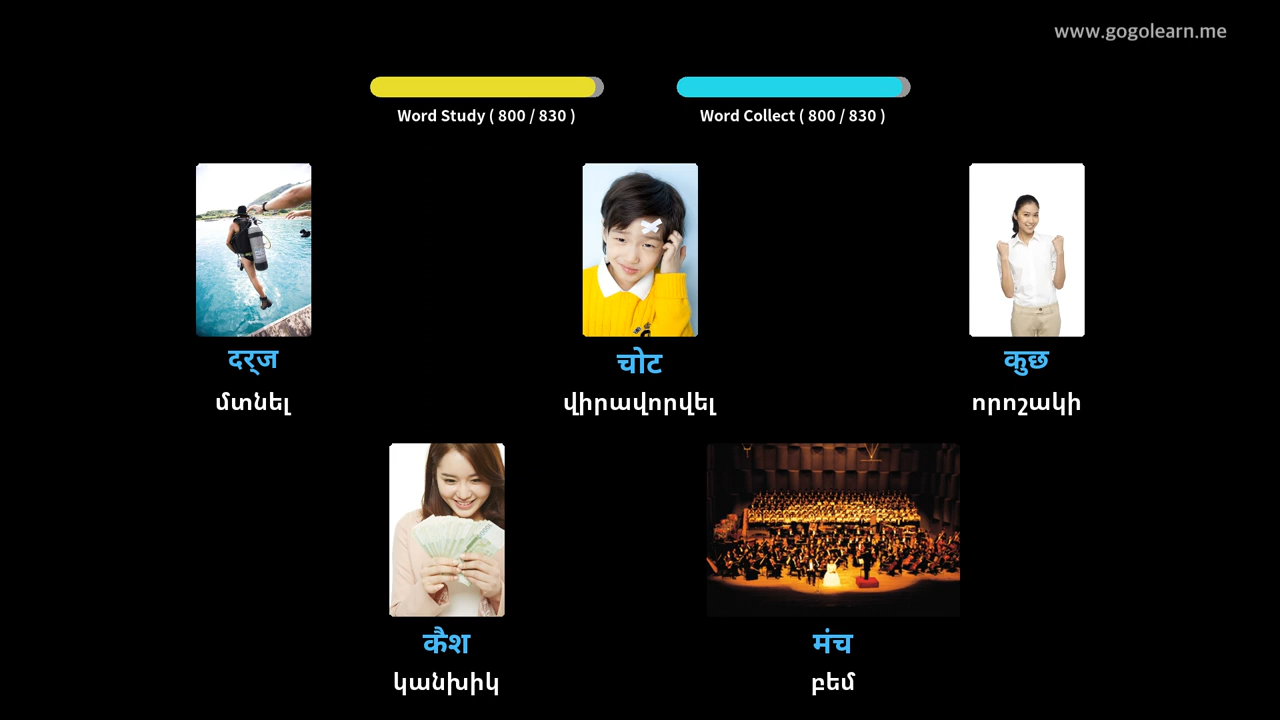 www.gogolearn.me
Word Study ( 800 / 830 )
Word Collect ( 800 / 830 )
दर्ज
चोट
कुछ
մտնել
վիրավորվել
որոշակի
कैश
मंच
կանխիկ
բեմ